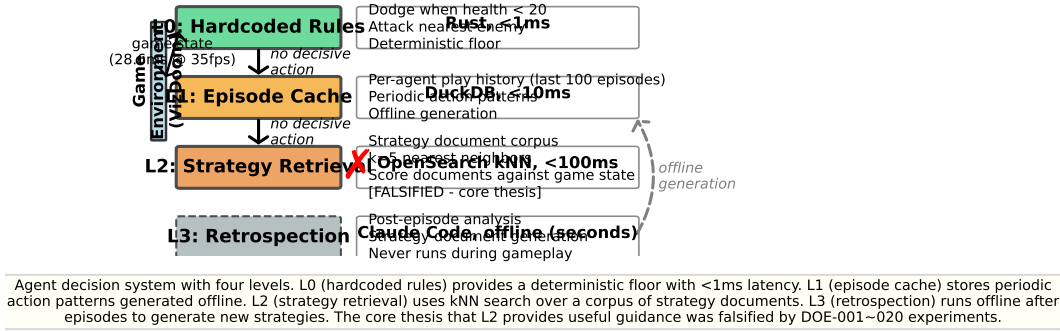 L0: Hardcoded Rules
Dodge when health < 20
Rust, <1ms
Attack nearest enemy
Deterministic floor
Game
Environment
(VizDoom)
game state
(28.6ms @ 35fps)
no decisive
action
L1: Episode Cache
Per-agent play history (last 100 episodes)
DuckDB, <10ms
Periodic action patterns
Offline generation
no decisive
action
L2: Strategy Retrieval
✗
Strategy document corpus
k=5 nearest neighbors
OpenSearch kNN, <100ms
Score documents against game state
[FALSIFIED - core thesis]
offline
generation
L3: Retrospection
Post-episode analysis
Claude Code, offline (seconds)
Strategy document generation
Never runs during gameplay
Agent decision system with four levels. L0 (hardcoded rules) provides a deterministic floor with <1ms latency. L1 (episode cache) stores periodic
action patterns generated offline. L2 (strategy retrieval) uses kNN search over a corpus of strategy documents. L3 (retrospection) runs offline after
episodes to generate new strategies. The core thesis that L2 provides useful guidance was falsified by DOE-001~020 experiments.